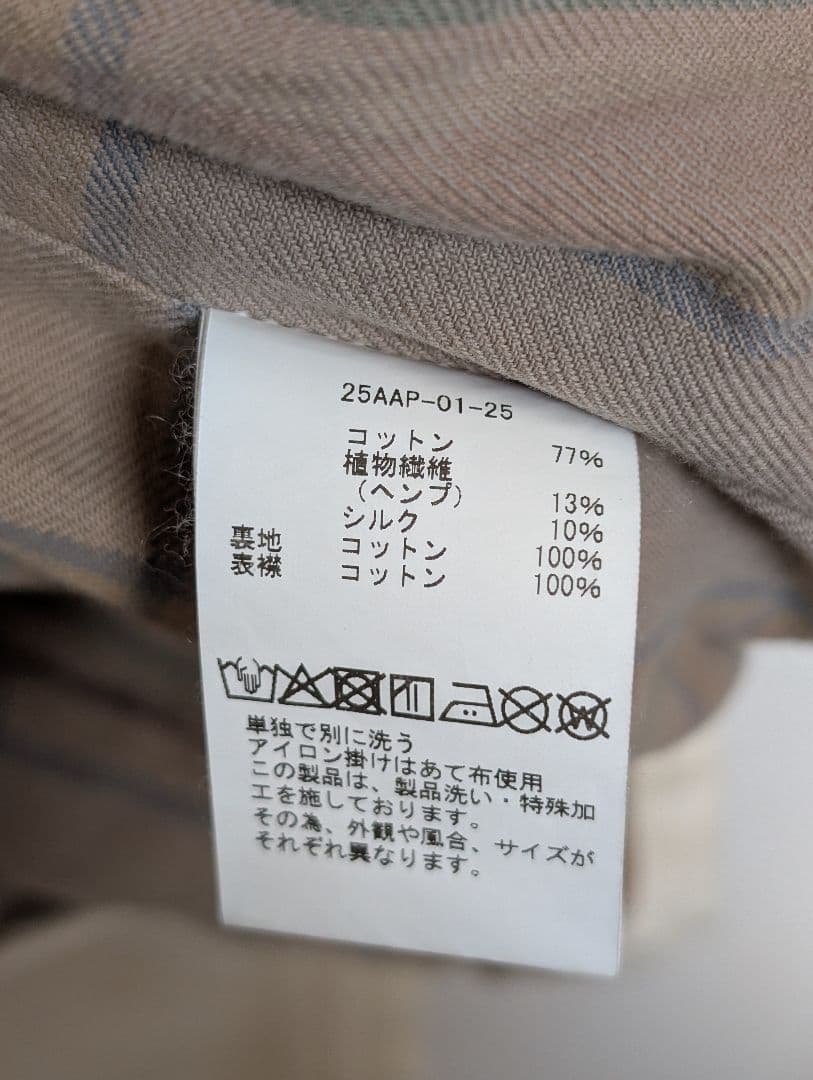 25AAP-01-25
コットン 77%
植物繊維
(ヘンプ) 13%
シルク 10%
裏地 コットン 100%
表襟 コットン 100%
単独で別に洗う
アイロン掛けはあて布使用
この製品は、製品洗い・特殊加
工を施しております。
その為、外観や風合、サイズが
それぞれ異なります。